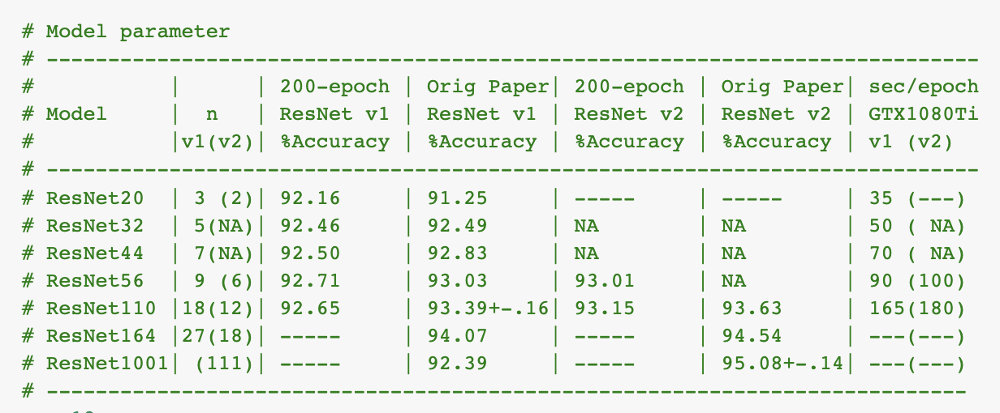 # Model parameter
# ----------------------------------------------------------------------------
#           |      | 200-epoch | Orig Paper| 200-epoch | Orig Paper| sec/epoch
# Model     |  n   | ResNet v1 | ResNet v1 | ResNet v2 | ResNet v2 | GTX1080Ti
#           |v1(v2)| %Accuracy | %Accuracy | %Accuracy | %Accuracy | v1 (v2)
# ----------------------------------------------------------------------------
# ResNet20  | 3 (2)| 92.16     | 91.25     | -----     | -----     | 35 (---)
# ResNet32  | 5(NA)| 92.46     | 92.49     | NA        | NA        | 50 ( NA)
# ResNet44  | 7(NA)| 92.50     | 92.83     | NA        | NA        | 70 ( NA)
# ResNet56  | 9 (6)| 92.71     | 93.03     | 93.01     | NA        | 90 (100)
# ResNet110 |18(12)| 92.65     | 93.39+-.16| 93.15     | 93.63     | 165(180)
# ResNet164 |27(18)| -----     | 94.07     | -----     | 94.54     | ---(---)
# ResNet1001| (111)| -----     | 92.39     | -----     | 95.08+-.14| ---(---)
# ---------------------------------------------------------------------------